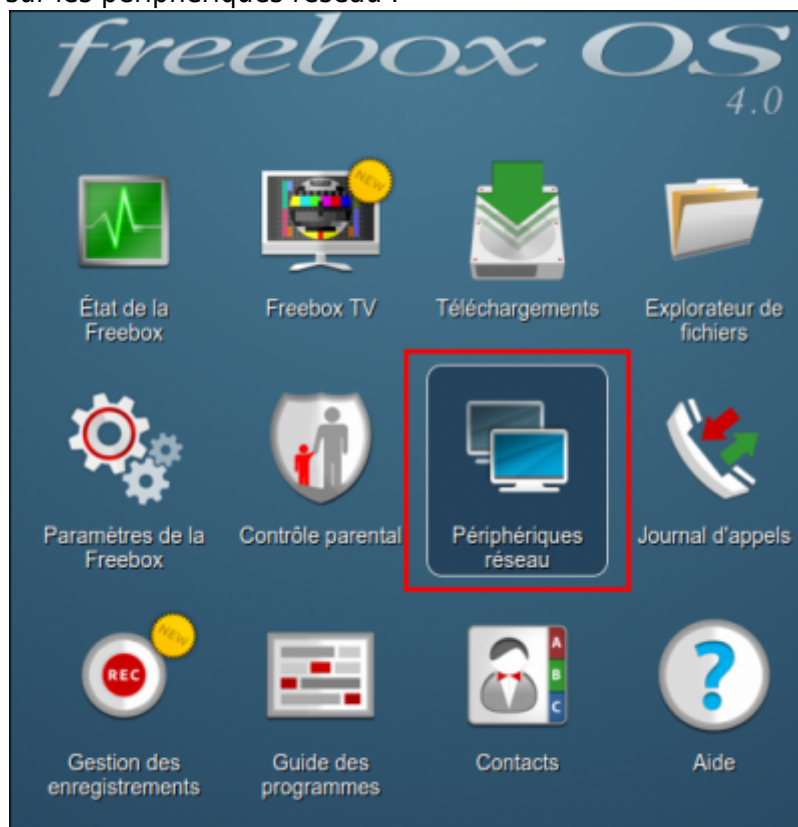 sur les périphériques réseau :
freebox OS
4.0
NEW
État de la
Freebox
Freebox TV
Téléchargements
Explorateur de
fichiers
Paramètres de la
Freebox
Contrôle parental
Périphériques
réseau
Journal d'appels
NEW
REC
A
B
C
Gestion des
enregistrements
Guide des
programmes
Contacts
?
Aide